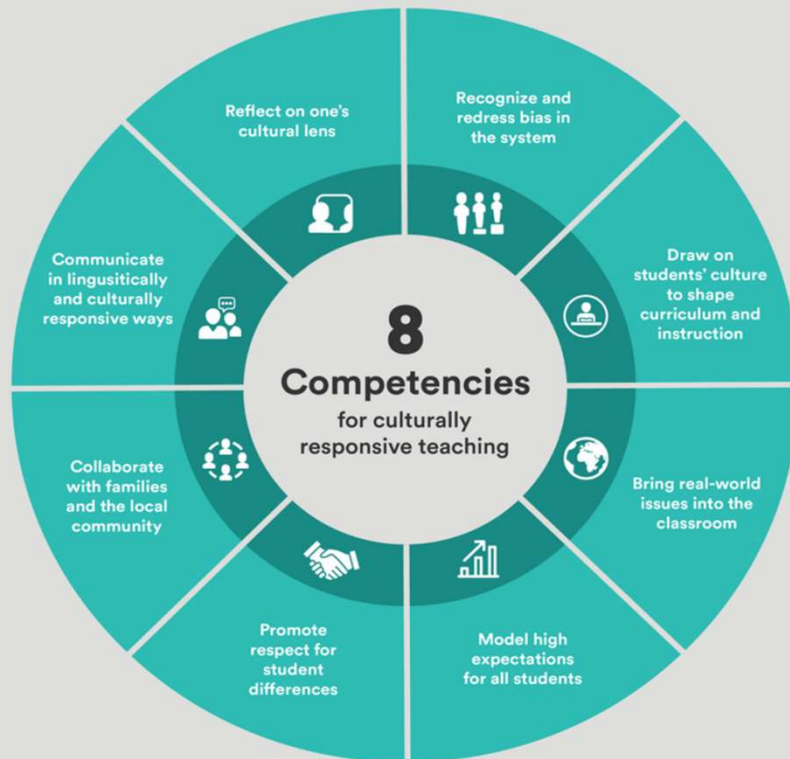 8
Competencies
for culturally
responsive teaching
Reflect on one's
cultural lens
Recognize and
redress bias in
the system
Draw on
students' culture
to shape
curriculum and
instruction
Bring real-world
issues into the
classroom
Model high
expectations
for all students
Promote
respect for
student
differences
Collaborate
with families
and the local
community
Communicate
in lingusitically
and culturally
responsive ways